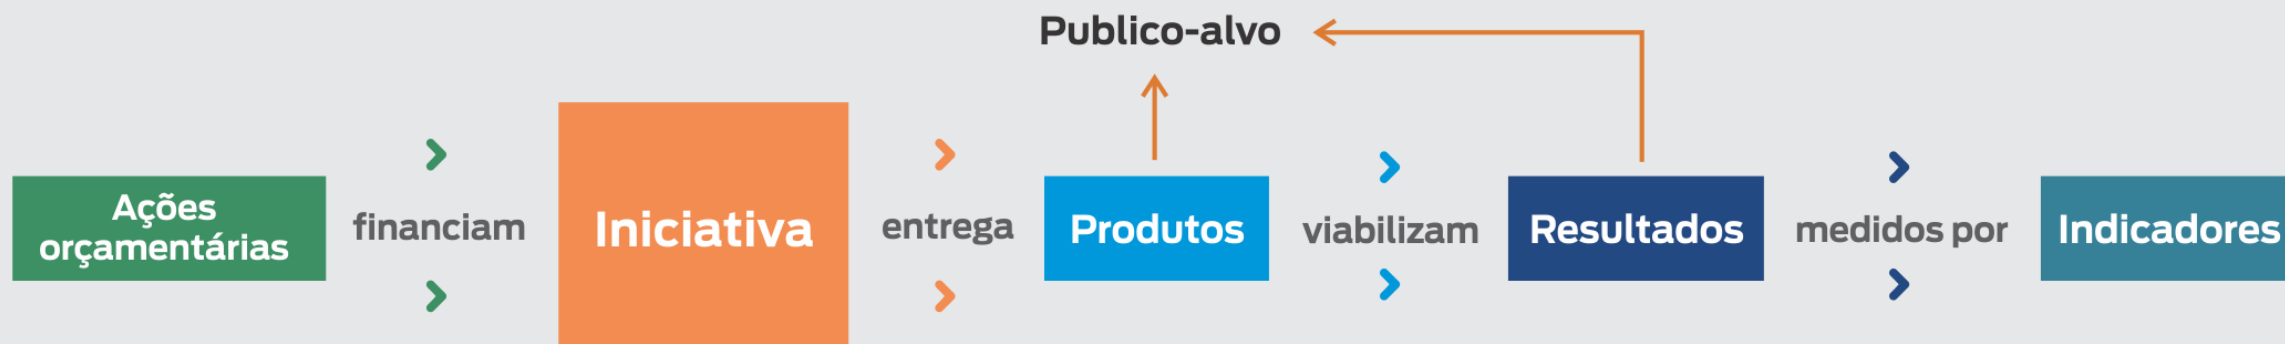 Publico-alvo
Ações
orçamentárias
financiam
Iniciativa
entrega
Produtos
viabilizam
Resultados
medidos por
Indicadores